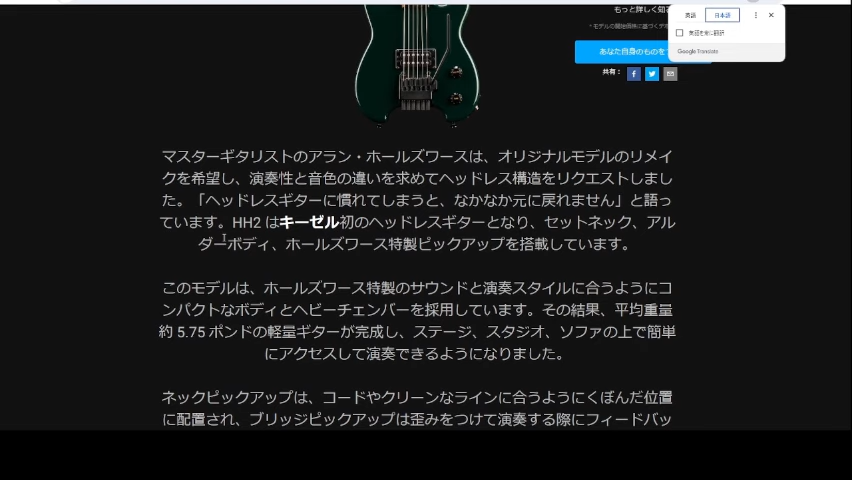 もっと詳しく知
英語
日本語
* モデルの開始価格に基づく
英語を常に翻訳
Google Translate
あなた自身のものを
共有：
マスターギタリストのアラン・ホールズワースは、オリジナルモデルのリメイ
クを希望し、演奏性と音色の違いを求めてヘッドレス構造をリクエストしまし
た。「ヘッドレスギターに慣れてしまうと、なかなか元に戻れません」と語っ
ています。HH2 はキーゼル初のヘッドレスギターとなり、セットネック、アル
ダーボディ、ホールズワース特製ピックアップを搭載しています。
このモデルは、ホールズワース特製のサウンドと演奏スタイルに合うようにコ
ンパクトなボディとヘビーチェンバーを採用しています。その結果、平均重量
約 5.75 ポンドの軽量ギターが完成し、ステージ、スタジオ、ソファの上で簡単
にアクセスして演奏できるようになりました。
ネックピックアップは、コードやクリーンなラインに合うようにくぼんだ位置
に配置され、ブリッジピックアップは歪みをつけて演奏する際にフィードバッ